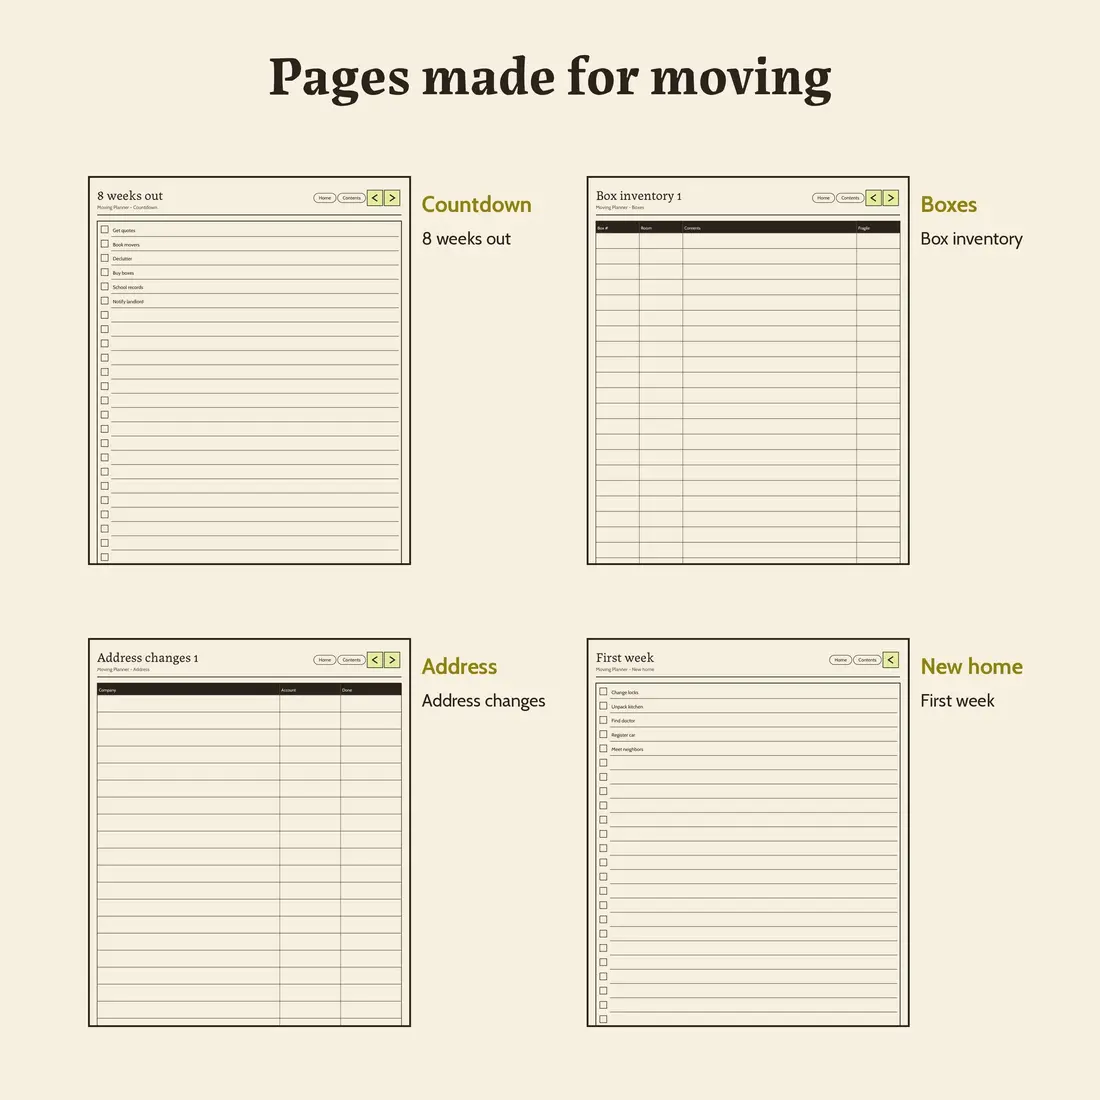 Pages made for moving
8 weeks out
Moving Planner · Countdown
Home Contents < >
Get quotes
Book movers
Declutter
Buy boxes
School records
Notify landlord
Countdown
8 weeks out
Box inventory 1
Moving Planner · Boxes
Home Contents < >
Box # Room Contents Fragile
Boxes
Box inventory
Address changes 1
Moving Planner · Address
Home Contents < >
Company Account Done
Address
Address changes
First week
Moving Planner · New home
Home Contents <
Change locks
Unpack kitchen
Find doctor
Register car
Meet neighbors
New home
First week